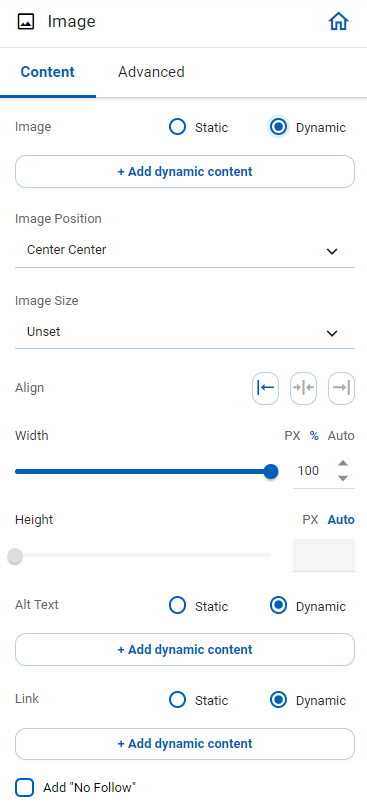 Image
Content Advanced
Image Static Dynamic
+ Add dynamic content
Image Position
Center Center
Image Size
Unset
Align
Width PX % Auto
100
Height PX Auto
Alt Text Static Dynamic
+ Add dynamic content
Link Static Dynamic
+ Add dynamic content
Add "No Follow"